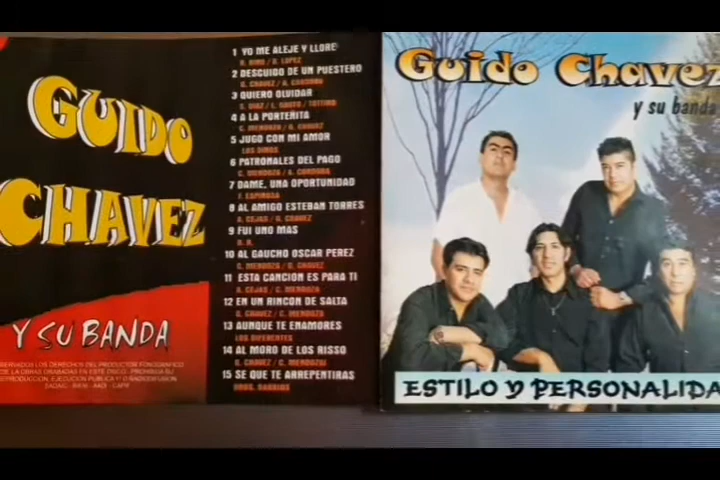 GUIDO
CHAVEZ
Y SU BANDA
1 YO ME ALEJE Y LLORE
2 DESCUIDO DE UN PUESTERO
3 QUIERO OLVIDAR
4 A LA PORTEÑITA
C. MENDOZA / G. CHAVEZ
5 JUGO CON MI AMOR
LOS DINOS
6 PATRONALES DEL PAGO
C. MENDOZA / A. CORDOBA
7 DAME, UNA OPORTUNIDAD
F. ESPINOZA
8 AL AMIGO ESTEBAN TORRES
A. CEJAS / G. CHAVEZ
9 FUI UNO MAS
10 AL GAUCHO OSCAR PEREZ
C. MENDOZA / G. CHAVEZ
11 ESTA CANCION ES PARA TI
A. CEJAS / C. MENDOZA
12 EN UN RINCON DE SALTA
G. CHAVEZ / C. MENDOZA
13 AUNQUE TE ENAMORES
LOS DIFERENTES
14 AL MORO DE LOS RISSO
G. CHAVEZ / C. MENDOZA
15 SE QUE TE ARREPENTIRAS
HNOS. BARRIOS
GUIDO CHAVEZ
y su banda
ESTILO Y PERSONALIDA